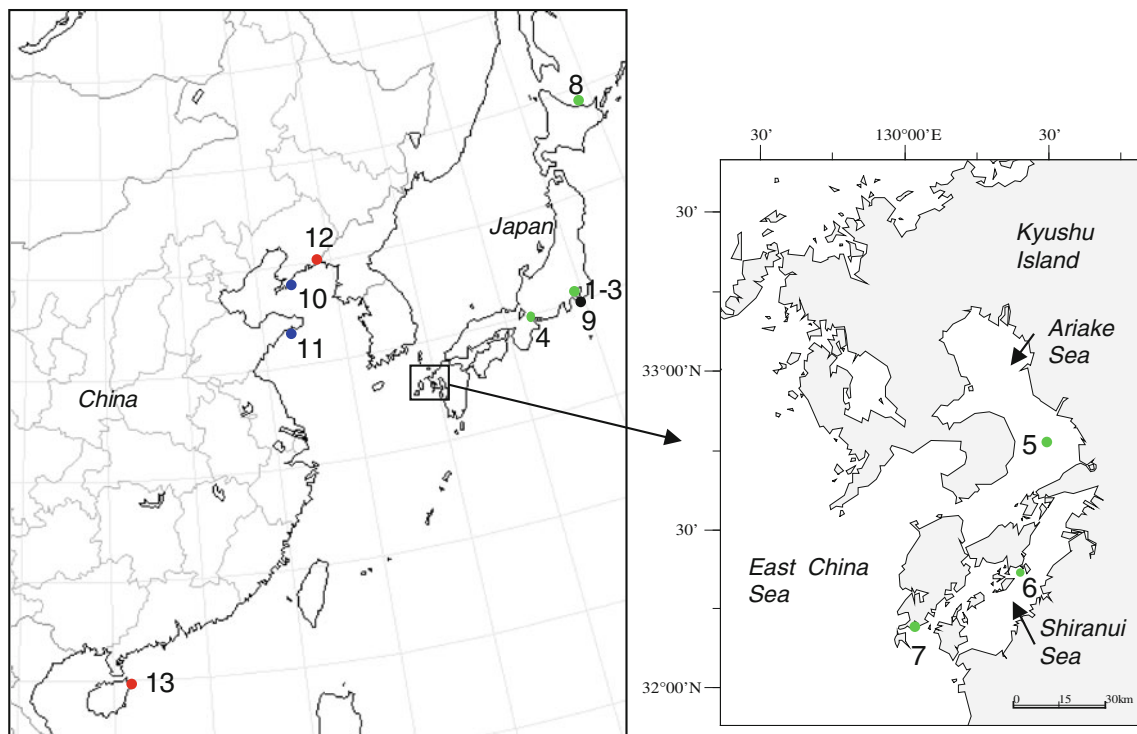 8
Japan
12
1-3
10
9
4
11
China
13
30’
130°00’E
30’
30’
Kyushu
Island
Ariake
Sea
33°00’N
5
30’
East China
Sea
6
Shiranui
Sea
7
32°00’N
0 15 30km